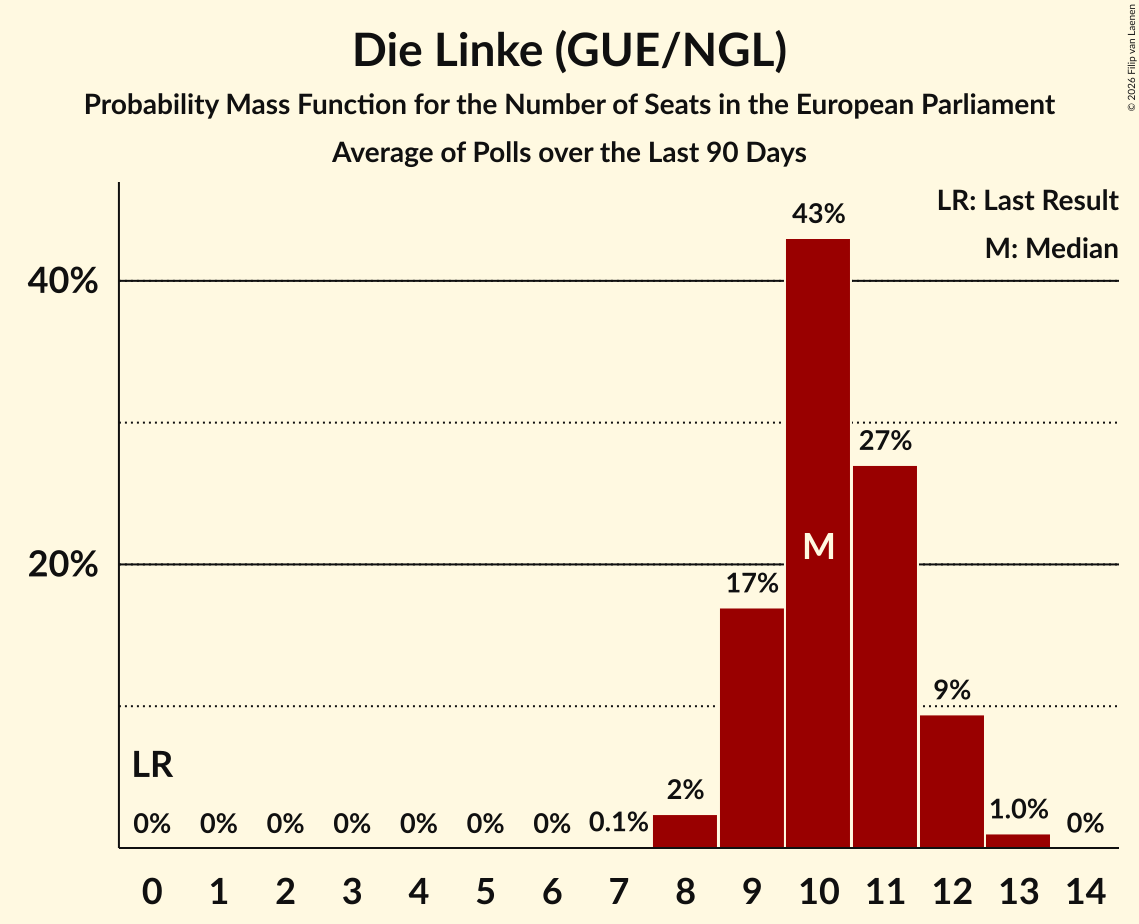 Die Linke (GUE/NGL)
Probability Mass Function for the Number of Seats in the European Parliament
Average of Polls over the Last 90 Days
© 2026 Filip van Laenen
LR: Last Result
M: Median
43%
40%
27%
M
20%
17%
9%
LR
2%
0% 0% 0% 0% 0% 0% 0% 0.1% 1.0% 0%
0 1 2 3 4 5 6 7 8 9 10 11 12 13 14